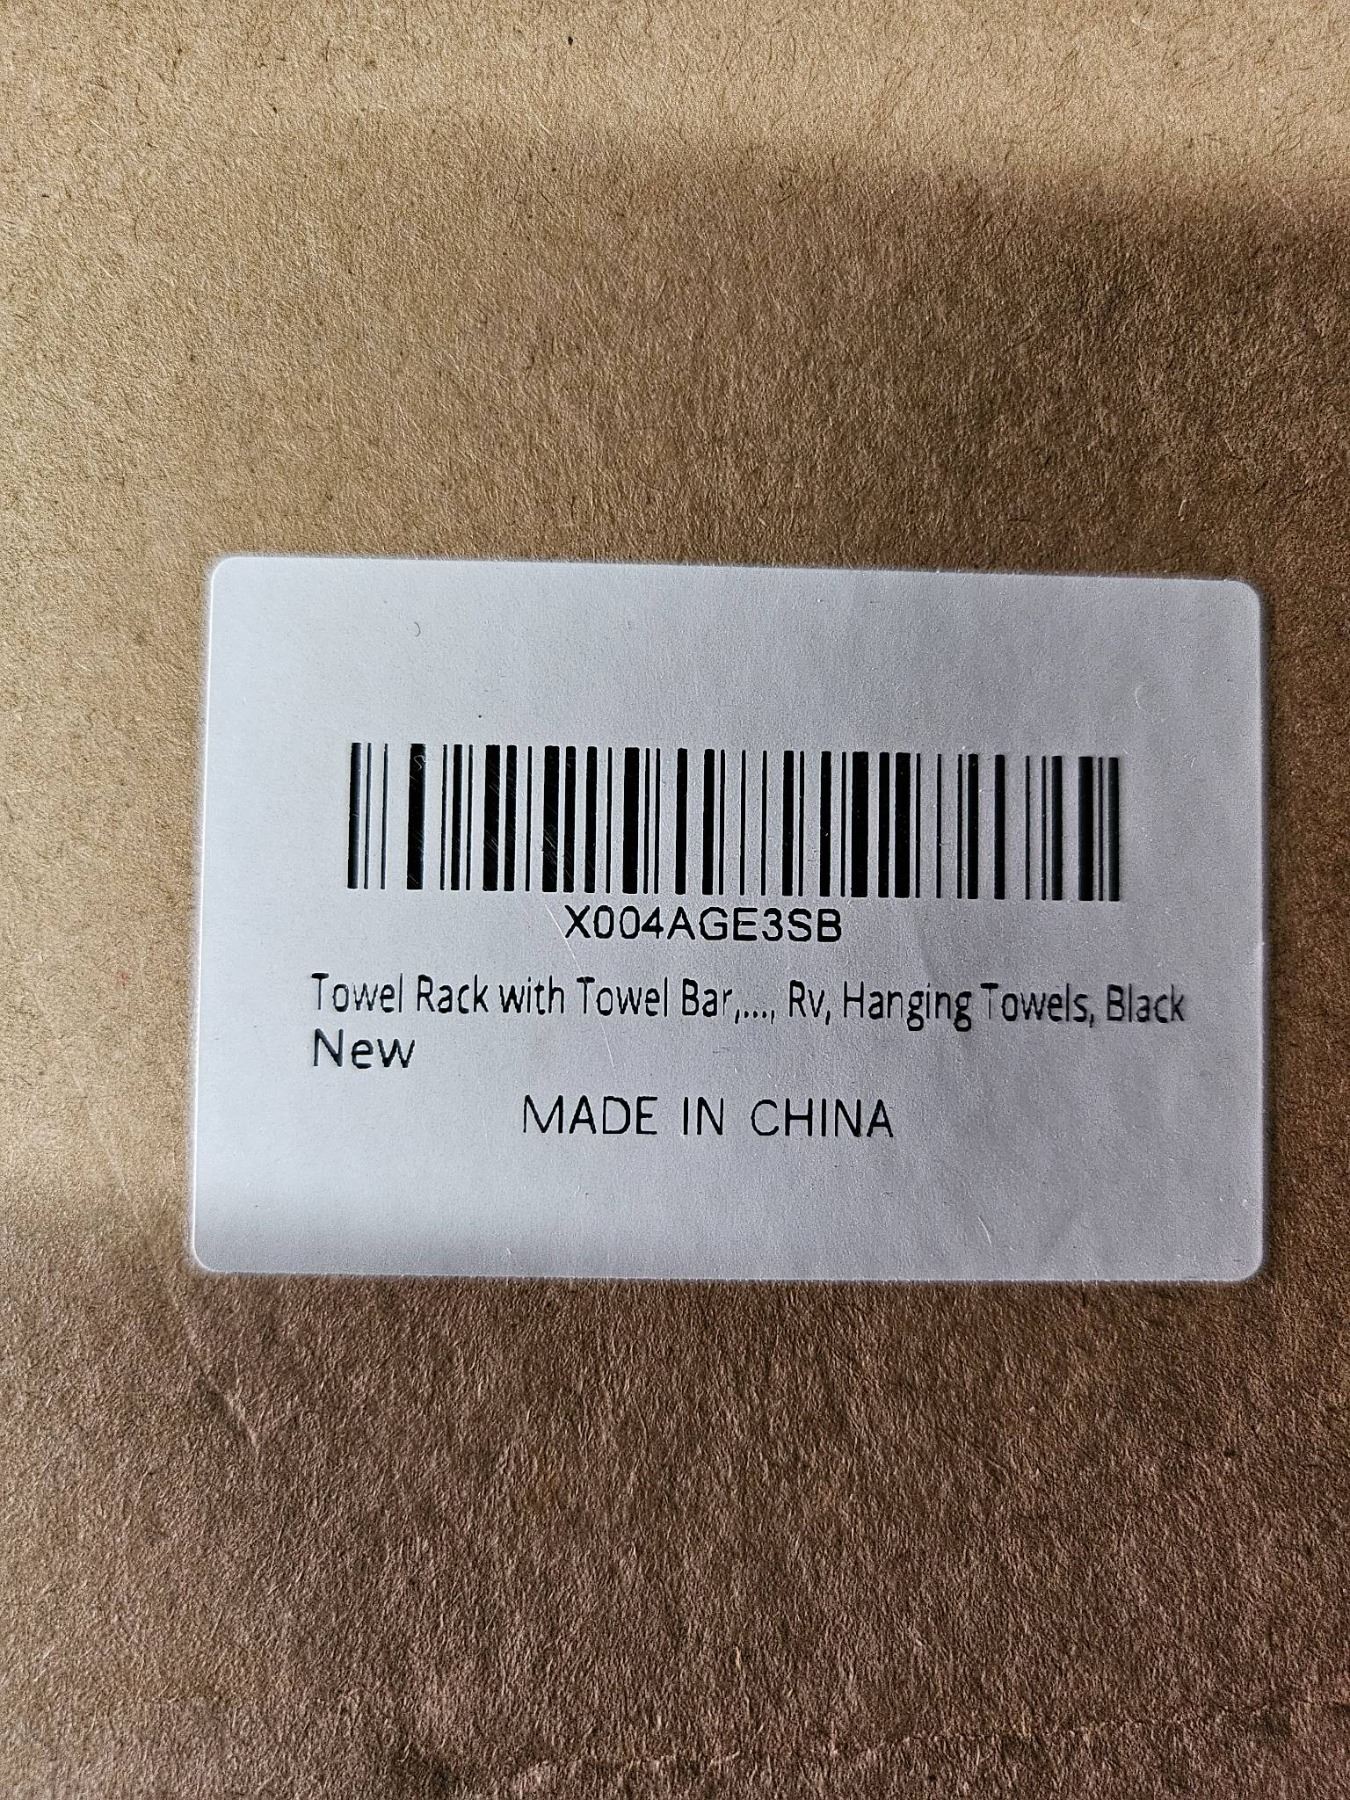 X004AGE3SB
Towel Rack with Towel Bar,..., Rv, Hanging Towels, Black
New
MADE IN CHINA